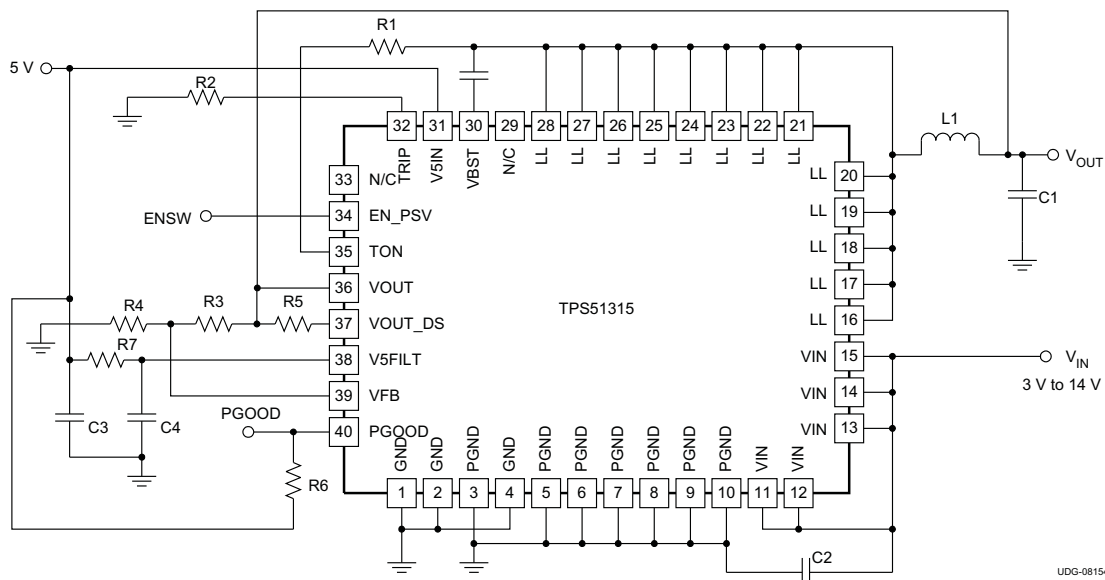 R1
5 V
R2
L1
32 31 30 29 28 27 26 25 24 23 22 21
TRIP V5IN VBST N/C LL LL LL LL LL LL LL LL
VOUT
C1
33 N/C
LL 20
ENSW
34 EN_PSV
LL 19
35 TON
LL 18
36 VOUT
LL 17
R4 R3 R5
37 VOUT_DS
TPS51315
LL 16
R7
38 V5FILT
VIN 15
VIN
3 V to 14 V
39 VFB
VIN 14
C3 C4
PGOOD
40 PGOOD
VIN 13
R6
GND GND PGND GND PGND PGND PGND PGND PGND PGND VIN VIN
1 2 3 4 5 6 7 8 9 10 11 12
C2